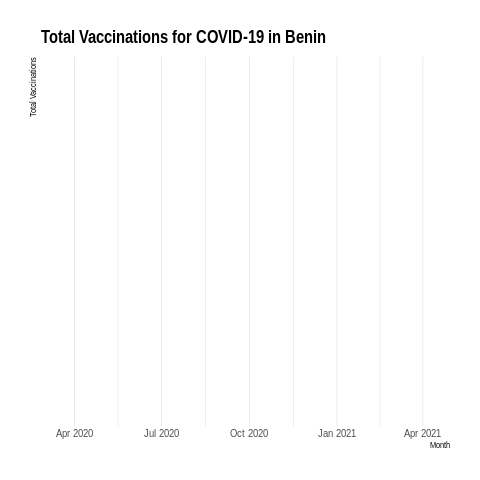 Total Vaccinations for COVID-19 in Benin
Total Vaccinations
Apr 2020
Jul 2020
Oct 2020
Jan 2021
Apr 2021
Month